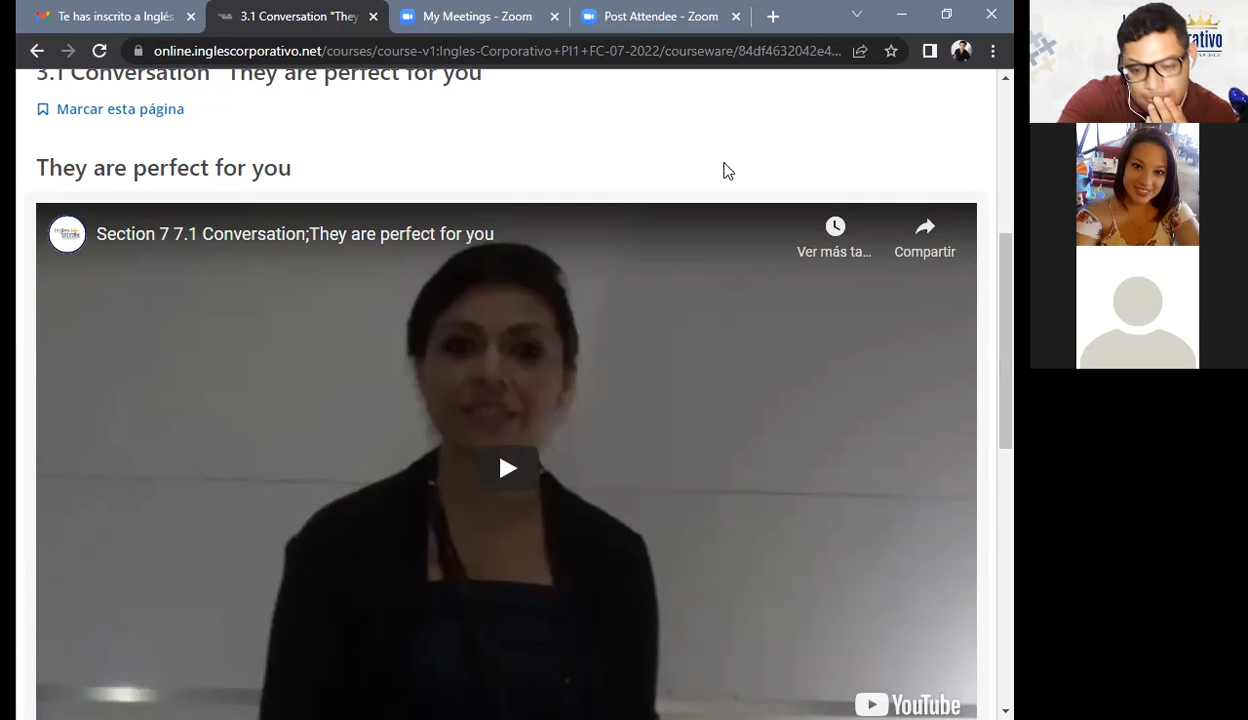 Te has inscrito a Inglés
3.1 Conversation "They
My Meetings - Zoom
Post Attendee - Zoom
online.inglescorporativo.net/courses/course-v1:Ingles-Corporativo+PI1+FC-07-2022/courseware/84df4632042e4...
3.1 Conversation "They are perfect for you"
Marcar esta página
They are perfect for you
Section 7 7.1 Conversation;They are perfect for you
Ver más ta...
Compartir
YouTube